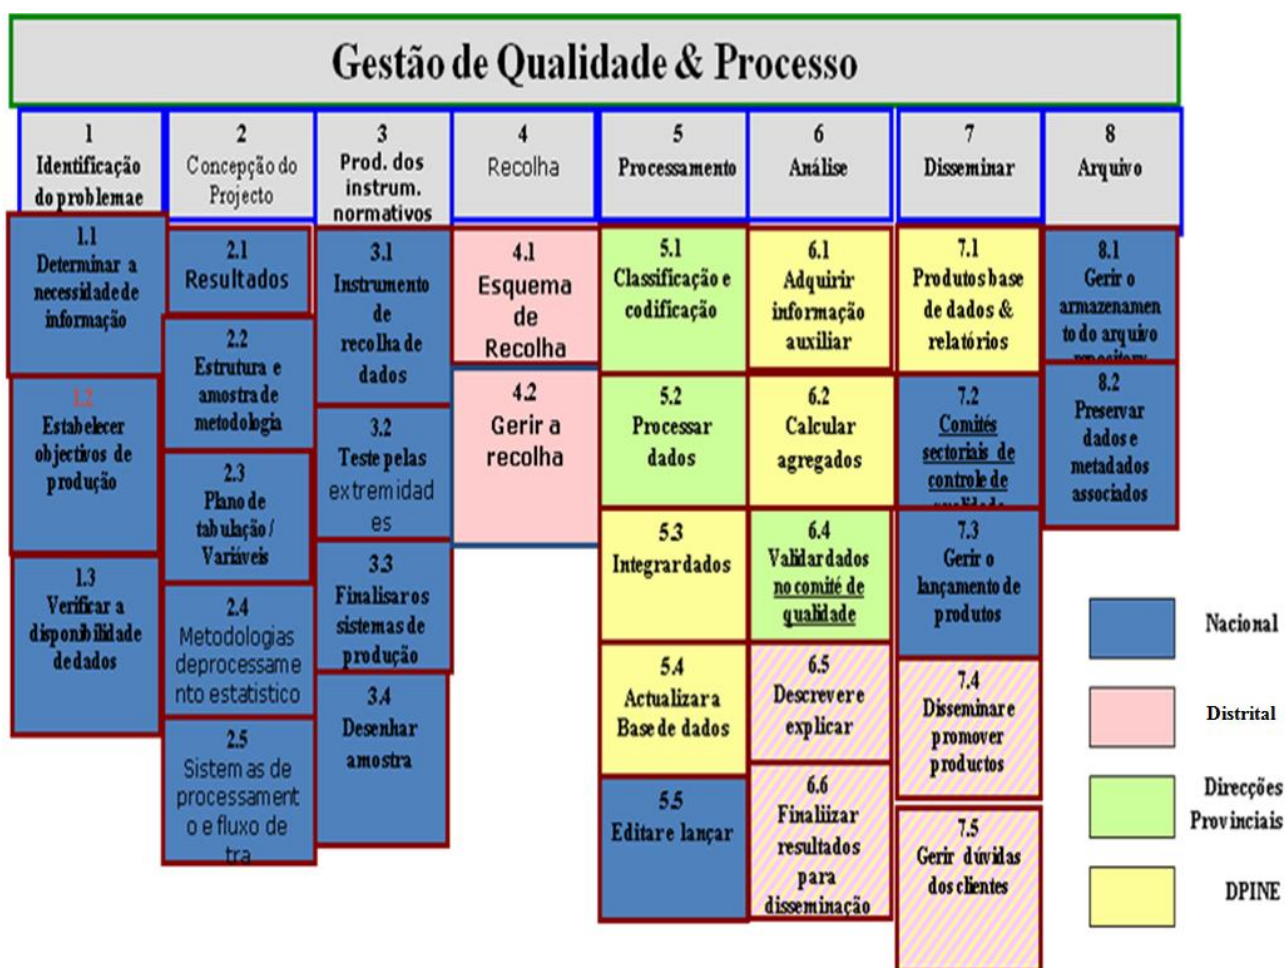 Gestão de Qualidade & Processo
1
Identificação
do problemae
2
Concepção do
Projecto
3
Prod. dos
instrum.
normativos
4
Recolha
5
Processamento
6
Análise
7
Disseminar
8
Arquivo
1.1
Determinar a
necessidade de
informação
1.2
Estabelecer
objectivos de
produção
1.3
Verificar a
disponibilidade
de dados
2.1
Resultados
2.2
Estrutura e
amostra de
metodologia
2.3
Plano de
tabulação /
Variáveis
2.4
Metodologias
deprocessame
nto estatistico
2.5
Sistemas de
processament
o e fluxo de
tra
3.1
Instrumento
de
recolha de
dados
3.2
Teste pelas
extremidad
es
3.3
Finalisar os
sistemas de
produção
3.4
Desenhar
amostra
4.1
Esquema
de
Recolha
4.2
Gerir a
recolha
5.1
Classificação e
codificação
5.2
Processar
dados
5.3
Integrar dados
5.4
Actualizar a
Base de dados
5.5
Editar e lançar
6.1
Adquirir
informação
auxiliar
6.2
Calcular
agregados
6.4
Validar dados
no comité de
qualidade
6.5
Descrever e
explicar
6.6
Finaliizar
resultados
para
disseminação
7.1
Produtos base
de dados &
relatórios
7.2
Comités
sectoriais de
controle de
qualidade
7.3
Gerir o
lançamento de
produtos
7.4
Disseminar e
promover
productos
7.5
Gerir dúvidas
dos clientes
8.1
Gerir o
armazenamen
to do arquivo
repository
8.2
Preservar
dados e
metadados
associados
Nacional
Distrital
Direcções
Provinciais
DPINE